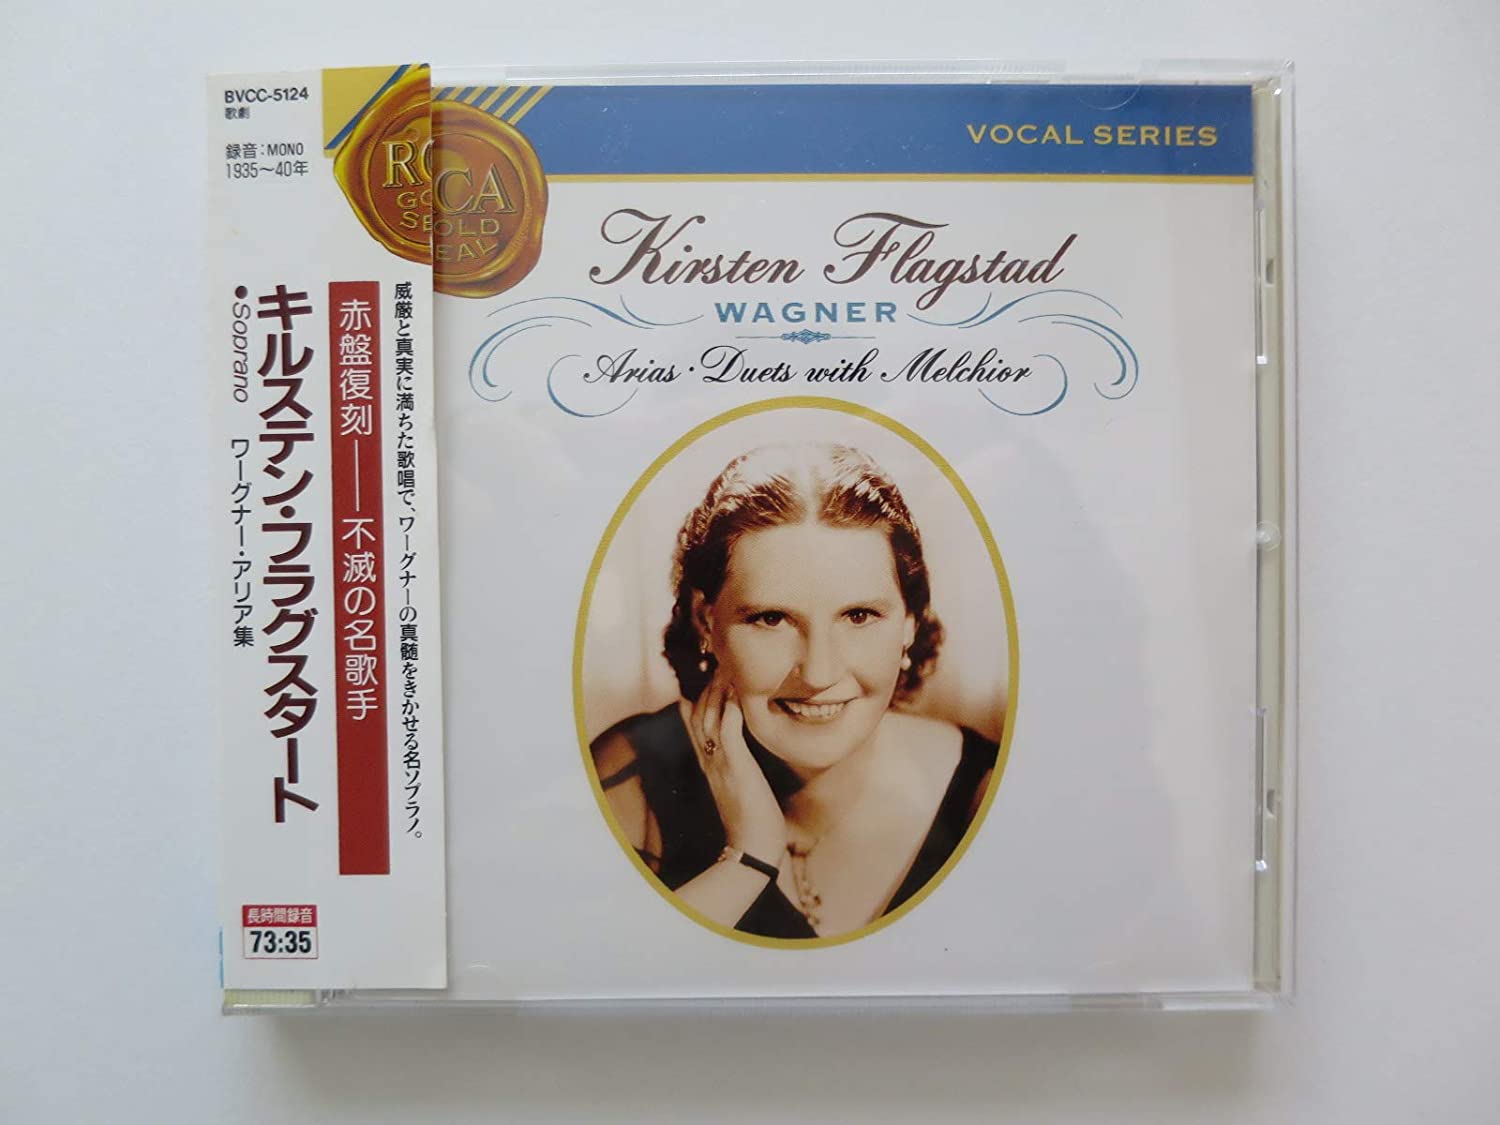 BVCC-5124
歌劇
録音:MONO
1935〜40年
RCA
GOLD
SEAL
威厳と真実に満ちた歌唱で、ワーグナーの真髄をきかせる名ソプラノ。
赤盤復刻——不滅の名歌手
キルステン・フラグスタート
●Soprano ワーグナー・アリア集
長時間録音
73:35
CA
OLD
EAL
VOCAL SERIES
Kirsten Flagstad
WAGNER
Arias · Duets with Melchior